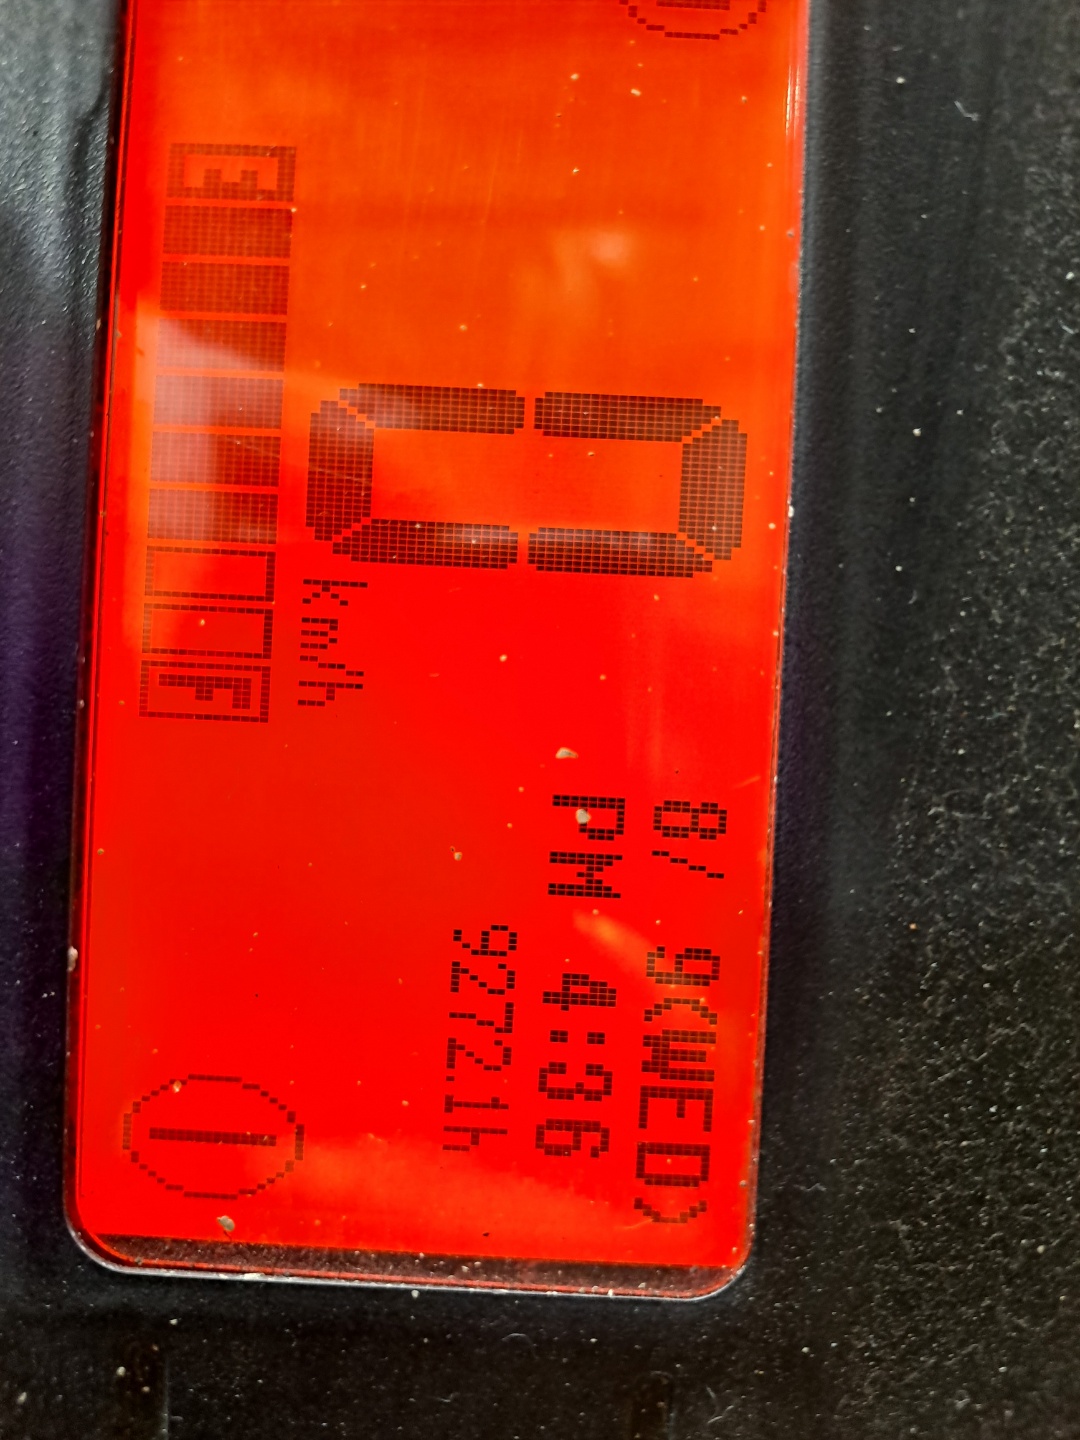 8/ 9(WED)
PM 4:36
9272.1h
0 km/h
E F